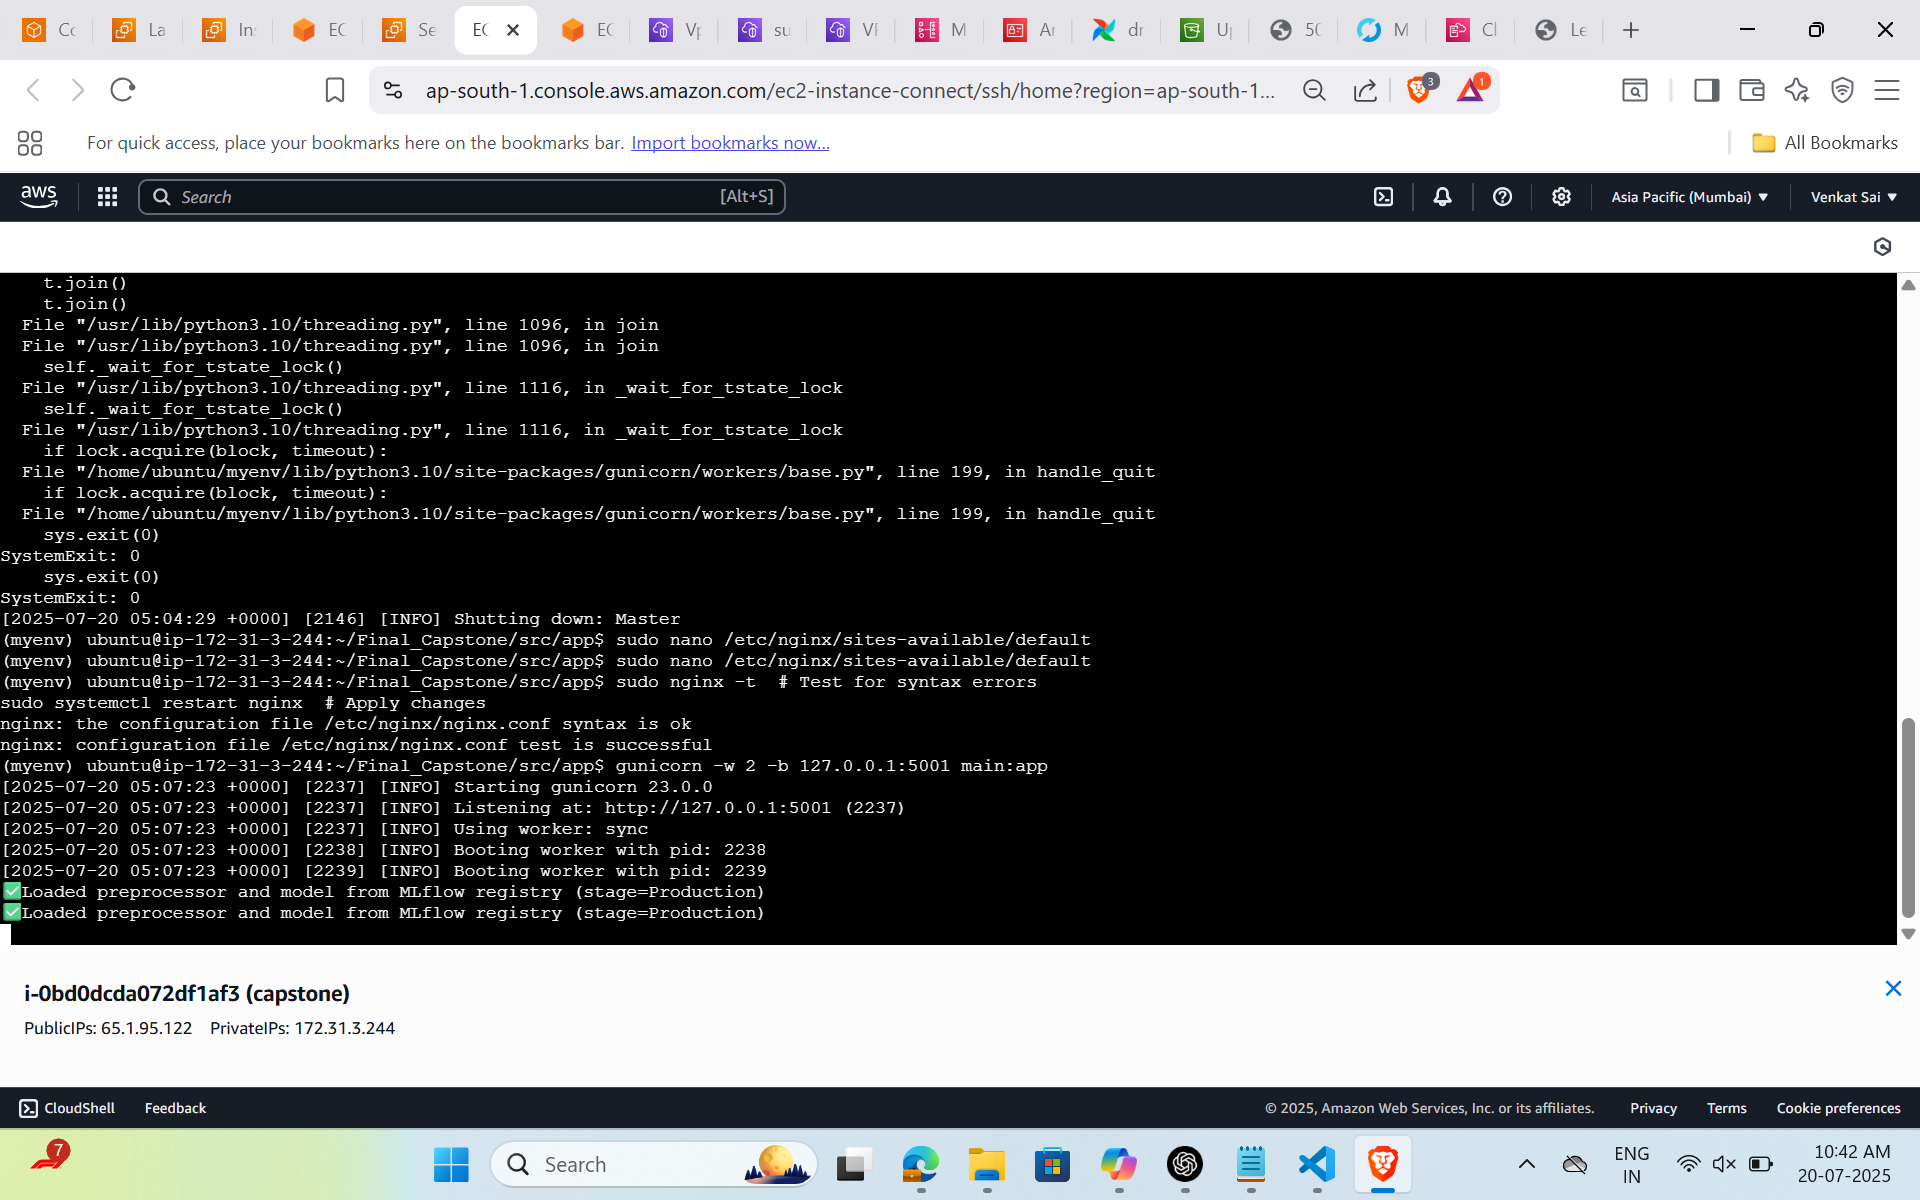 Cc
La
In:
EC
Se
EC
EC
Vp
su
VF
M
Ar
dr
Up
50
M
Cl
Le
ap-south-1.console.aws.amazon.com/ec2-instance-connect/ssh/home?region=ap-south-1...
3
1
For quick access, place your bookmarks here on the bookmarks bar. Import bookmarks now...
All Bookmarks
aws
Search
[Alt+S]
Asia Pacific (Mumbai)
Venkat Sai
    t.join()
    t.join()
  File "/usr/lib/python3.10/threading.py", line 1096, in join
  File "/usr/lib/python3.10/threading.py", line 1096, in join
    self._wait_for_tstate_lock()
  File "/usr/lib/python3.10/threading.py", line 1116, in _wait_for_tstate_lock
    self._wait_for_tstate_lock()
  File "/usr/lib/python3.10/threading.py", line 1116, in _wait_for_tstate_lock
    if lock.acquire(block, timeout):
  File "/home/ubuntu/myenv/lib/python3.10/site-packages/gunicorn/workers/base.py", line 199, in handle_quit
    if lock.acquire(block, timeout):
  File "/home/ubuntu/myenv/lib/python3.10/site-packages/gunicorn/workers/base.py", line 199, in handle_quit
    sys.exit(0)
SystemExit: 0
    sys.exit(0)
SystemExit: 0
[2025-07-20 05:04:29 +0000] [2146] [INFO] Shutting down: Master
(myenv) ubuntu@ip-172-31-3-244:~/Final_Capstone/src/app$ sudo nano /etc/nginx/sites-available/default
(myenv) ubuntu@ip-172-31-3-244:~/Final_Capstone/src/app$ sudo nano /etc/nginx/sites-available/default
(myenv) ubuntu@ip-172-31-3-244:~/Final_Capstone/src/app$ sudo nginx -t  # Test for syntax errors
sudo systemctl restart nginx  # Apply changes
nginx: the configuration file /etc/nginx/nginx.conf syntax is ok
nginx: configuration file /etc/nginx/nginx.conf test is successful
(myenv) ubuntu@ip-172-31-3-244:~/Final_Capstone/src/app$ gunicorn -w 2 -b 127.0.0.1:5001 main:app
[2025-07-20 05:07:23 +0000] [2237] [INFO] Starting gunicorn 23.0.0
[2025-07-20 05:07:23 +0000] [2237] [INFO] Listening at: http://127.0.0.1:5001 (2237)
[2025-07-20 05:07:23 +0000] [2237] [INFO] Using worker: sync
[2025-07-20 05:07:23 +0000] [2238] [INFO] Booting worker with pid: 2238
[2025-07-20 05:07:23 +0000] [2239] [INFO] Booting worker with pid: 2239
✅Loaded preprocessor and model from MLflow registry (stage=Production)
✅Loaded preprocessor and model from MLflow registry (stage=Production)
i-0bd0dcda072df1af3 (capstone)
PublicIPs: 65.1.95.122 PrivateIPs: 172.31.3.244
CloudShell
Feedback
© 2025, Amazon Web Services, Inc. or its affiliates.
Privacy
Terms
Cookie preferences
7
Search
ENG
IN
10:42 AM
20-07-2025